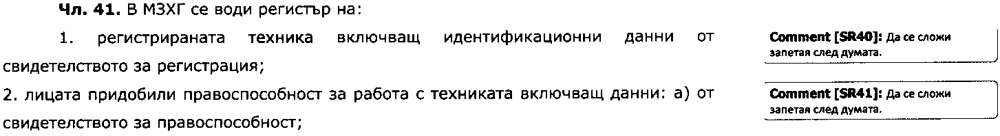 Чл. 41. В МЗХГ се води регистър на:
1. регистрираната техника включващ идентификационни данни от
свидетелството за регистрация;
2. лицата придобили правоспособност за работа с техниката включващ данни: а) от
свидетелството за правоспособност;
Comment [SR40]: Да се сложи
запетая след думата.
Comment [SR41]: Да се сложи
запетая след думата.